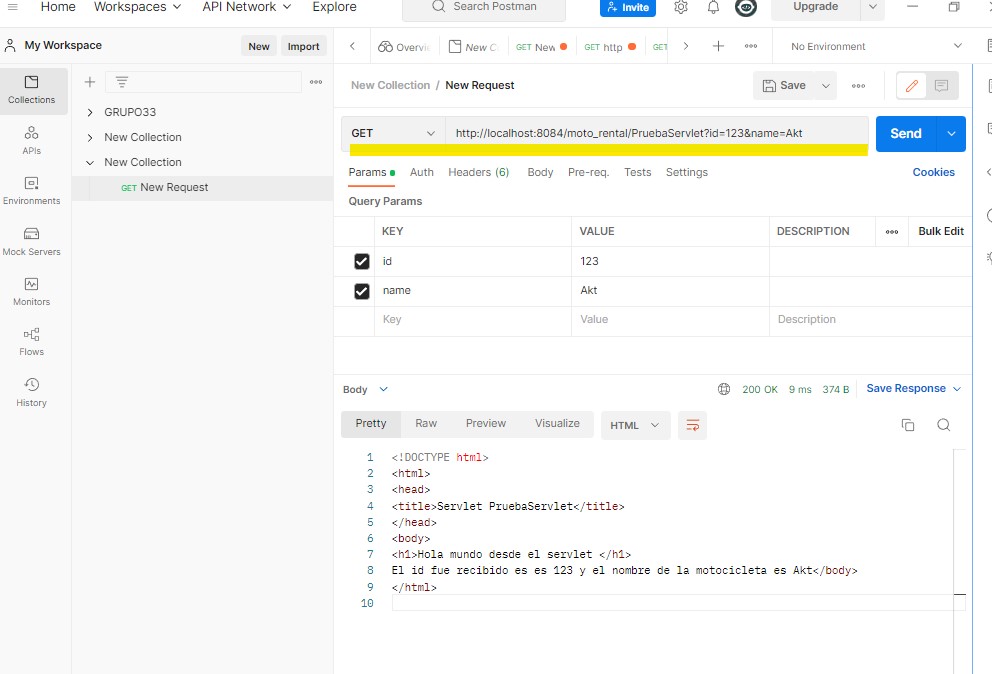 Home Workspaces API Network Explore Search Postman Invite Upgrade
My Workspace New Import Overvi New C GET New GET http GET No Environment
Collections
APIs
Environments
Mock Servers
Monitors
Flows
History
GRUPO33
New Collection
New Collection
GET New Request
New Collection / New Request Save
GET http://localhost:8084/moto_rental/PruebaServlet?id=123&name=Akt Send
Params Auth Headers (6) Body Pre-req. Tests Settings Cookies
Query Params
KEY VALUE DESCRIPTION Bulk Edit
id 123
name Akt
Key Value Description
Body 200 OK 9 ms 374 B Save Response
Pretty Raw Preview Visualize HTML
1 <!DOCTYPE html>
2 <html>
3 <head>
4 <title>Servlet PruebaServlet</title>
5 </head>
6 <body>
7 <h1>Hola mundo desde el servlet </h1>
8 El id fue recibido es es 123 y el nombre de la motocicleta es Akt</body>
9 </html>
10